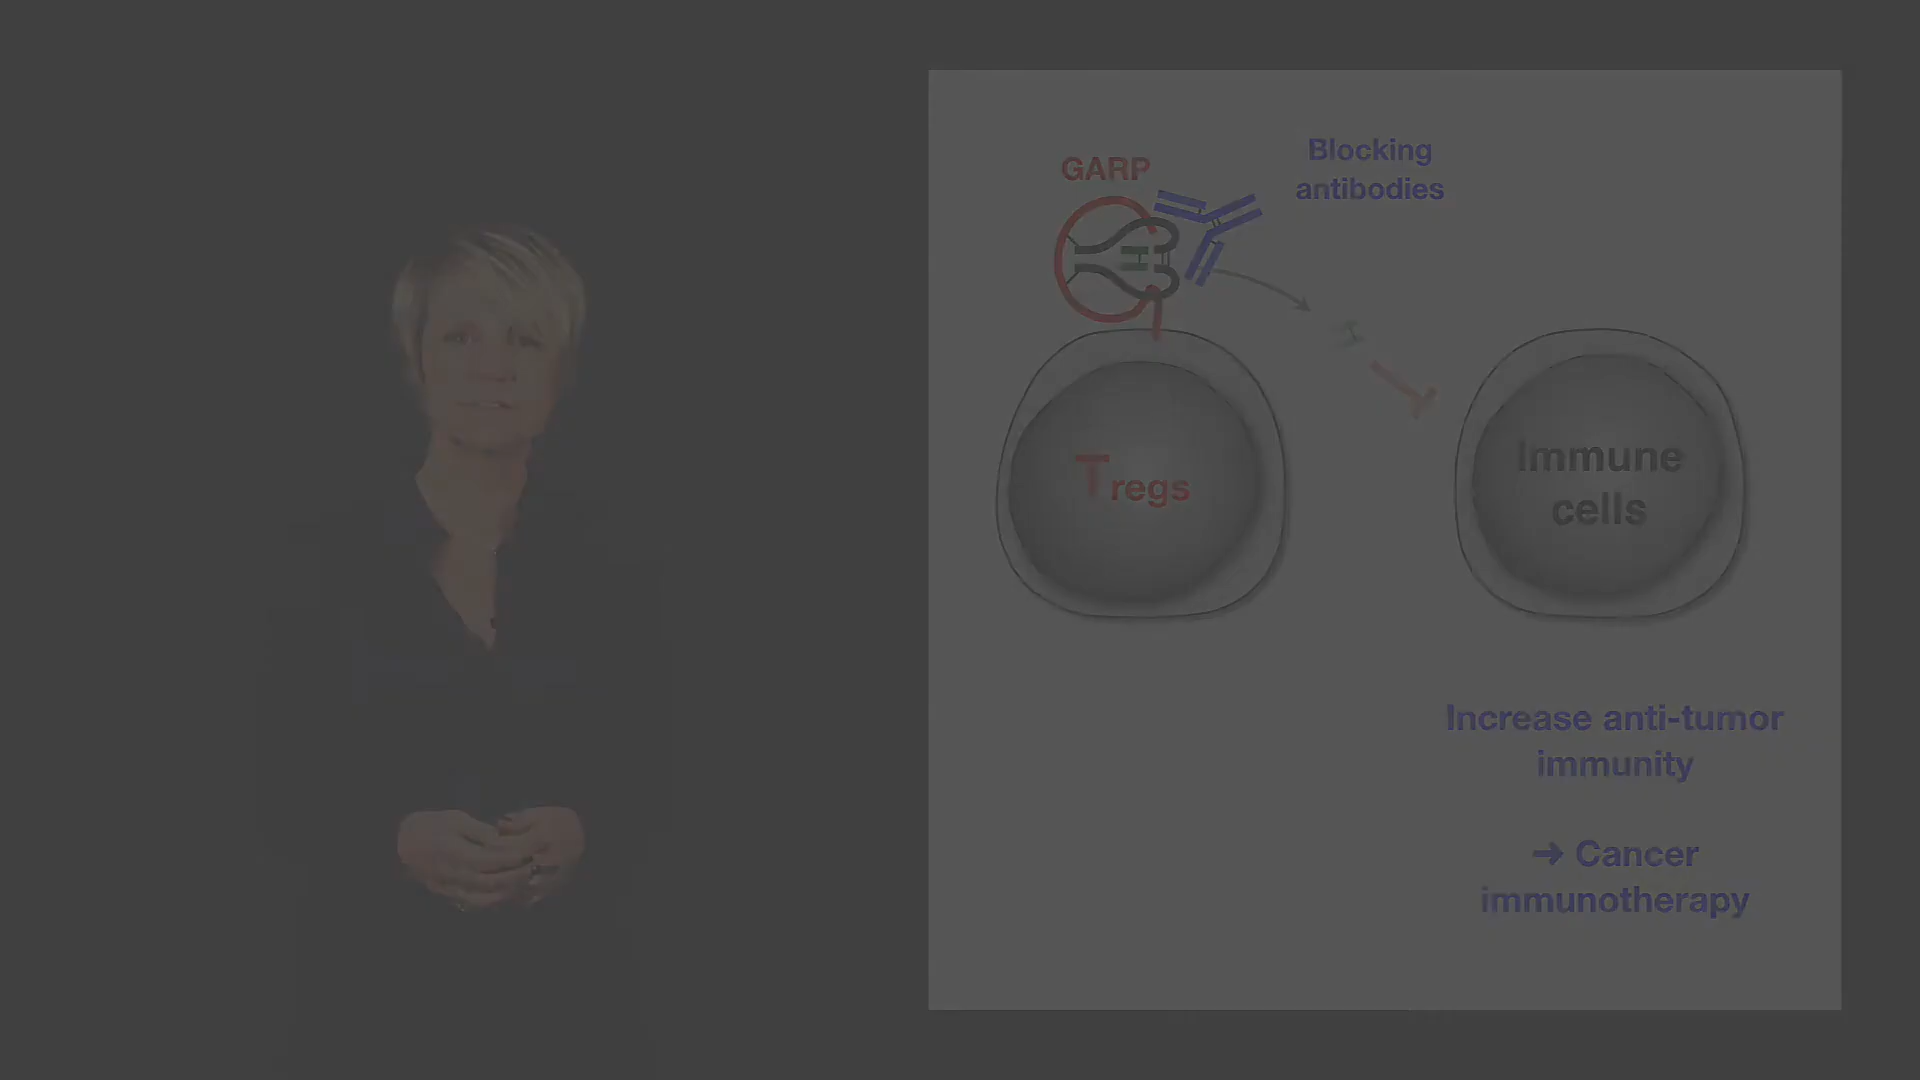 GARP
Blocking
antibodies
Tregs
Immune
cells
Increase anti-tumor
immunity
➜ Cancer
immunotherapy